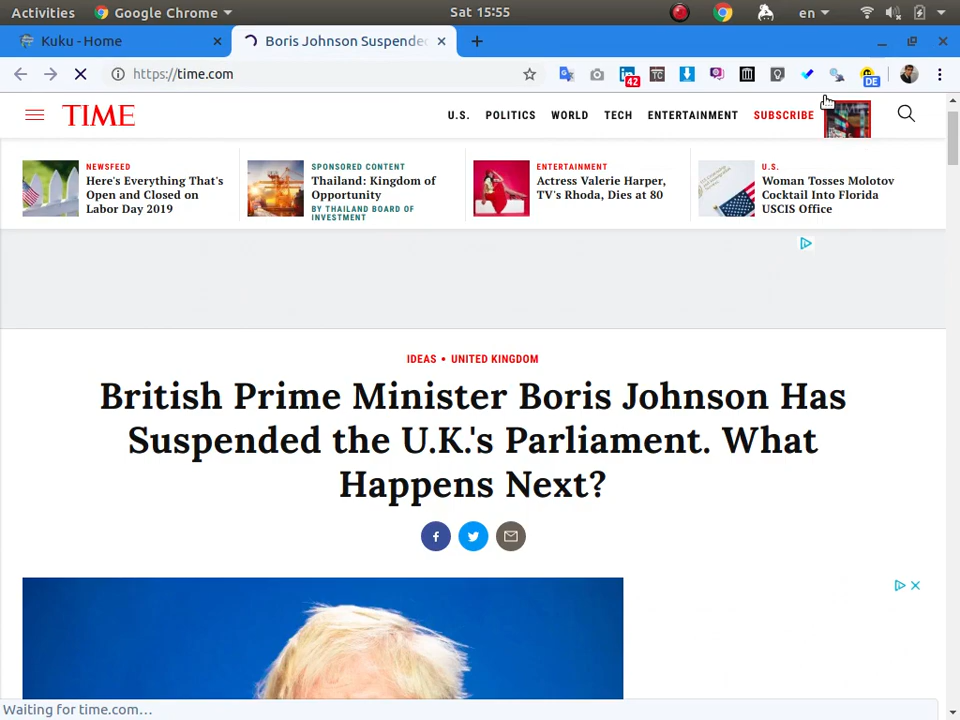 Activities Google Chrome Sat 15:55 en
Kuku - Home Boris Johnson Suspended
https://time.com 42 TC DE
TIME U.S. POLITICS WORLD TECH ENTERTAINMENT SUBSCRIBE
NEWSFEED
Here's Everything That's
Open and Closed on
Labor Day 2019
SPONSORED CONTENT
Thailand: Kingdom of
Opportunity
BY THAILAND BOARD OF
INVESTMENT
ENTERTAINMENT
Actress Valerie Harper,
TV's Rhoda, Dies at 80
U.S.
Woman Tosses Molotov
Cocktail Into Florida
USCIS Office
IDEAS • UNITED KINGDOM
British Prime Minister Boris Johnson Has
Suspended the U.K.'s Parliament. What
Happens Next?
Waiting for time.com…